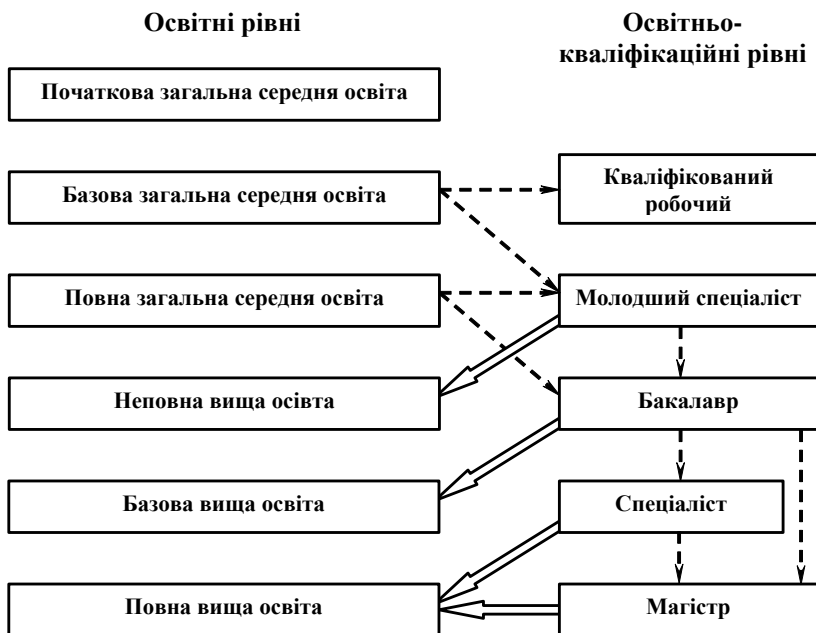 Освітні рівні
Освітньо-
кваліфікаційні рівні
Початкова загальна середня освіта
Базова загальна середня освіта
Кваліфікований
робочий
Повна загальна середня освіта
Молодший спеціаліст
Неповна вища осівта
Бакалавр
Базова вища освіта
Спеціаліст
Повна вища освіта
Магістр